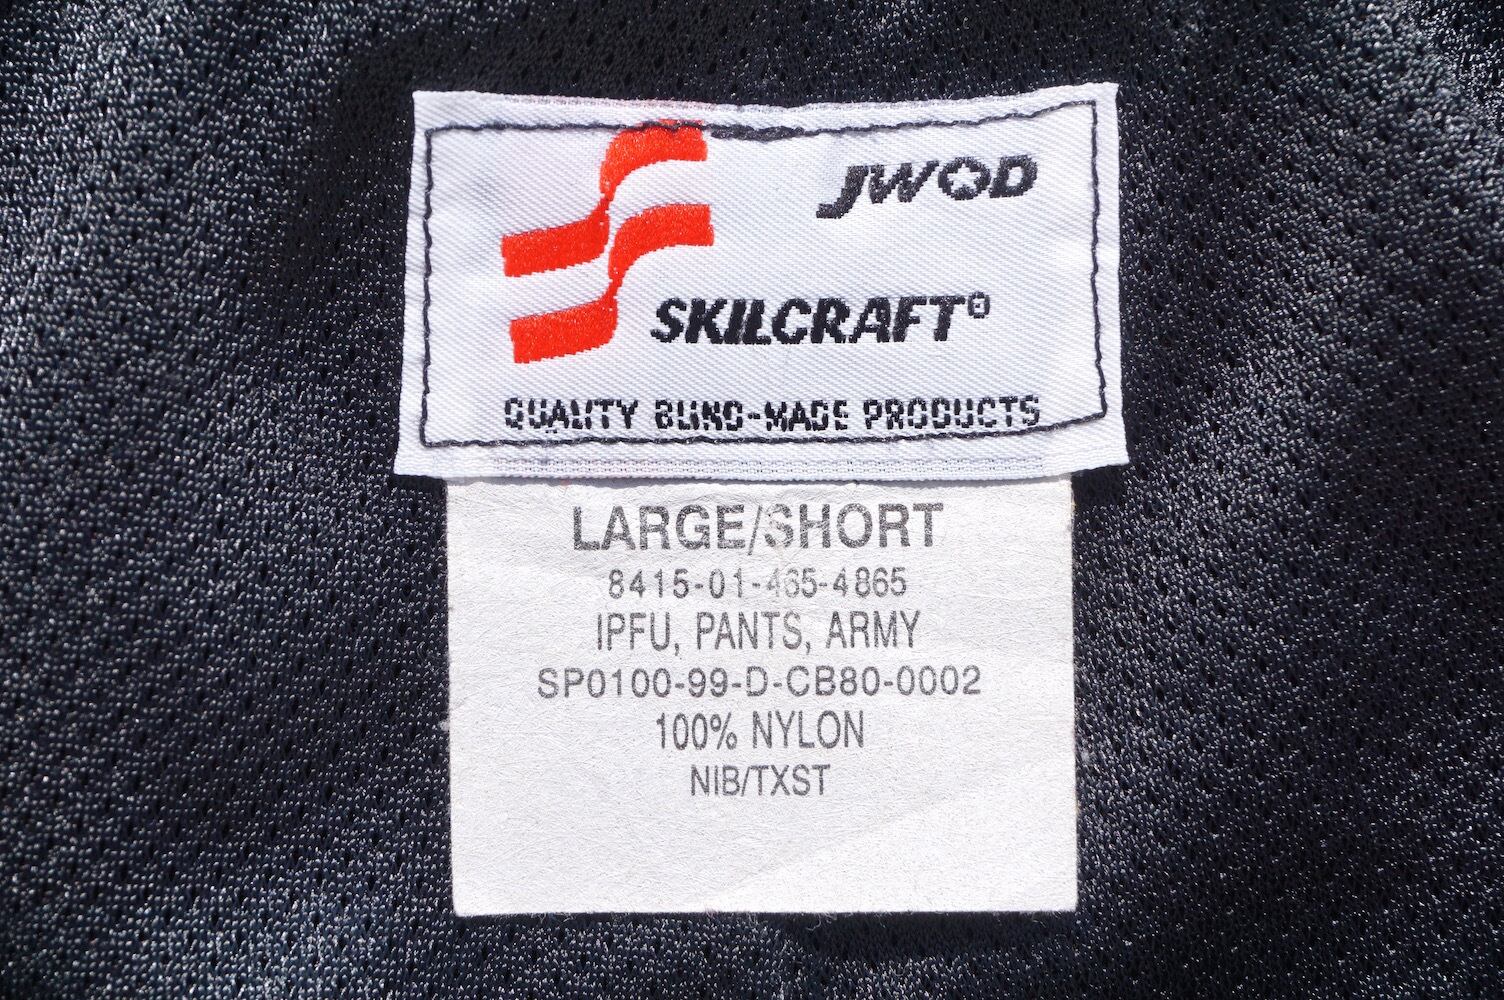 JWOD
SKILCRAFT®
QUALITY BLIND-MADE PRODUCTS
LARGE/SHORT
8415-01-465-4865
IPFU, PANTS, ARMY
SP0100-99-D-CB80-0002
100% NYLON
NIB/TXST